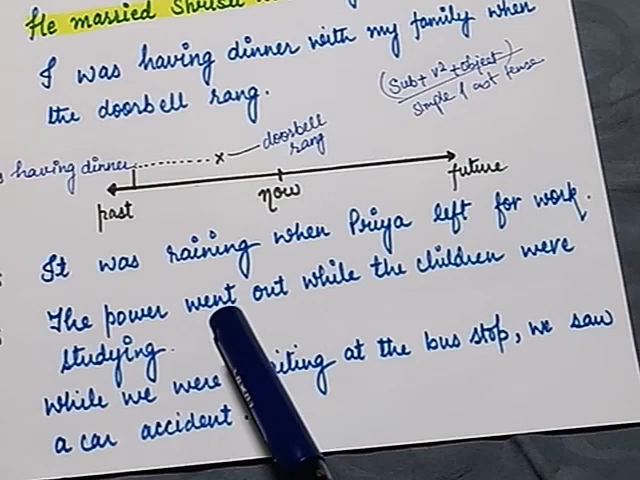 He married
I was having dinner with my family when
the doorbell rang.
(Sub + V2 + object)
Simple Past tense
having dinner
doorbell
rang
past
now
future
It was raining when Priya left for work.
The power went out while the children were
studying.
While we were iting at the bus stop, we saw
a car accident.